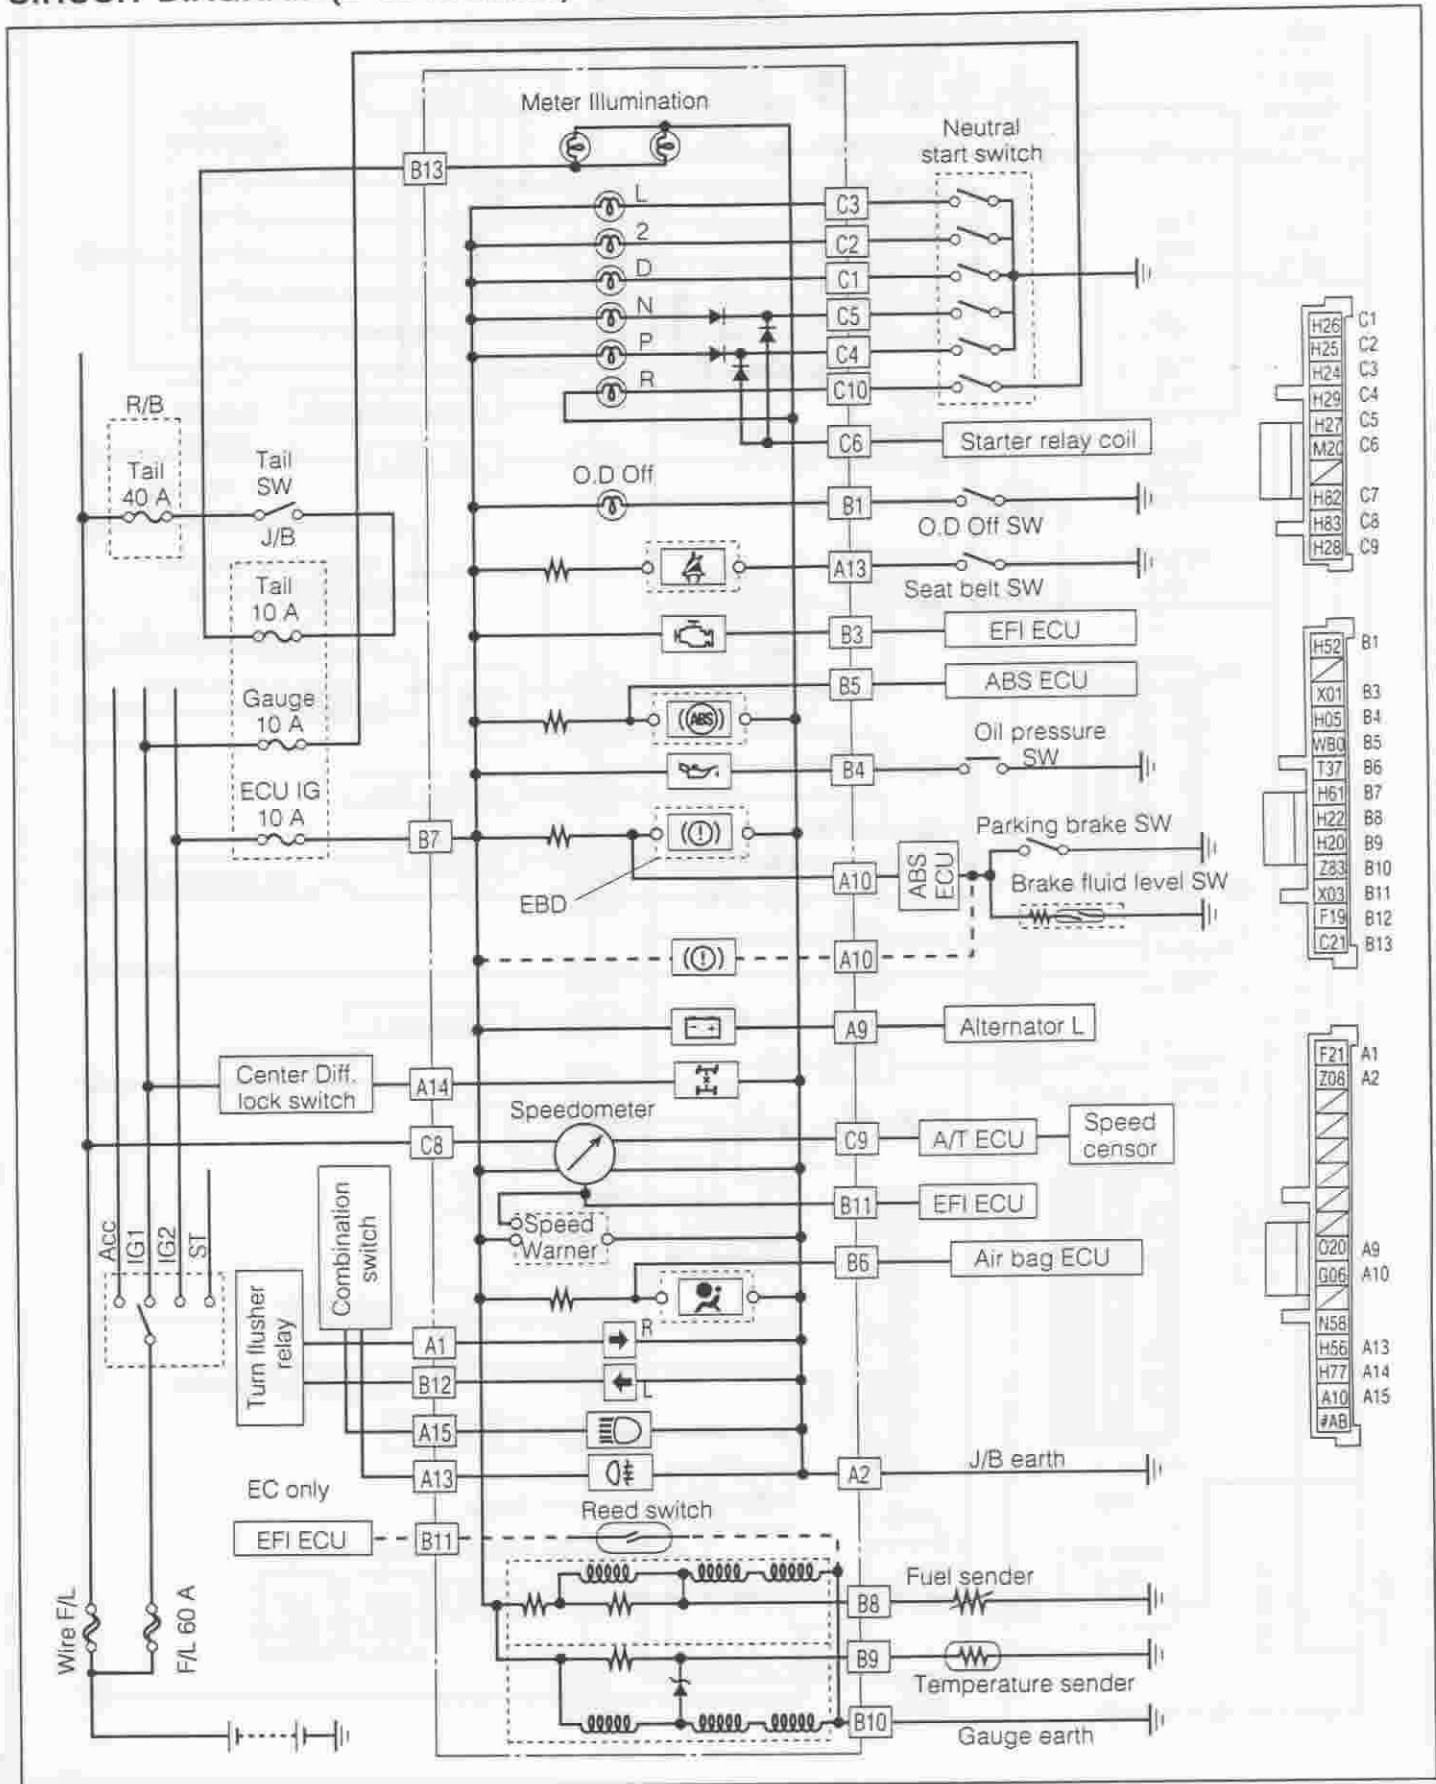 Meter Illumination
Neutral
start switch
B13
L
C3
2
C2
D
C1
N
C5
P
C4
R
C10
C6
Starter relay coil
R/B
Tail
40 A
Tail
SW
J/B
O.D Off
B1
O.D Off SW
A13
Seat belt SW
Tail
10 A
B3
EFI ECU
B5
ABS ECU
Gauge
10 A
(ABS)
Oil pressure
SW
B4
ECU IG
10 A
B7
(!)
Parking brake SW
A10
ABS
ECU
Brake fluid level SW
EBD
(!)
A10
- +
A9
Alternator L
Center Diff.
lock switch
A14
Speedometer
C8
C9
A/T ECU
Speed
censor
B11
EFI ECU
Speed
Warner
B6
Air bag ECU
Acc
IG1
IG2
ST
Combination
switch
Turn flusher
relay
A1
R
B12
L
A15
A13
A2
J/B earth
EC only
EFI ECU
B11
Reed switch
Fuel sender
B8
B9
Temperature sender
B10
Gauge earth
Wire F/L
F/L 60 A
H26 C1
H25 C2
H24 C3
H29 C4
H27 C5
M20 C6
H82 C7
H83 C8
H28 C9
H52 B1
X01 B3
H05 B4
WB0 B5
T37 B6
H61 B7
H22 B8
H20 B9
Z83 B10
X03 B11
F19 B12
C21 B13
F21 A1
Z08 A2
O20 A9
G06 A10
N58
H56 A13
H77 A14
A10 A15
#AB